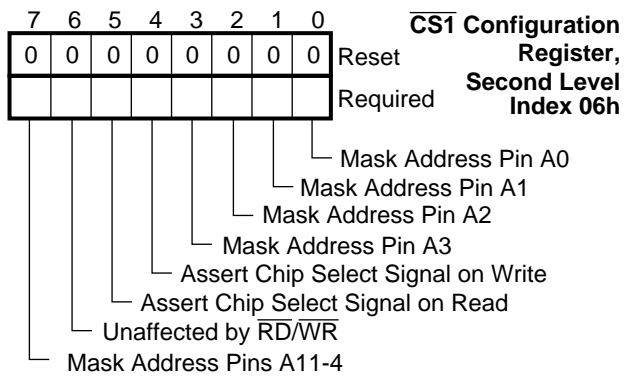 7 6 5 4 3 2 1 0
CS1 Configuration
Register,
Second Level
Index 06h
0 0 0 0 0 0 0 0 Reset
Required
Mask Address Pin A0
Mask Address Pin A1
Mask Address Pin A2
Mask Address Pin A3
Assert Chip Select Signal on Write
Assert Chip Select Signal on Read
Unaffected by RD/WR
Mask Address Pins A11-4